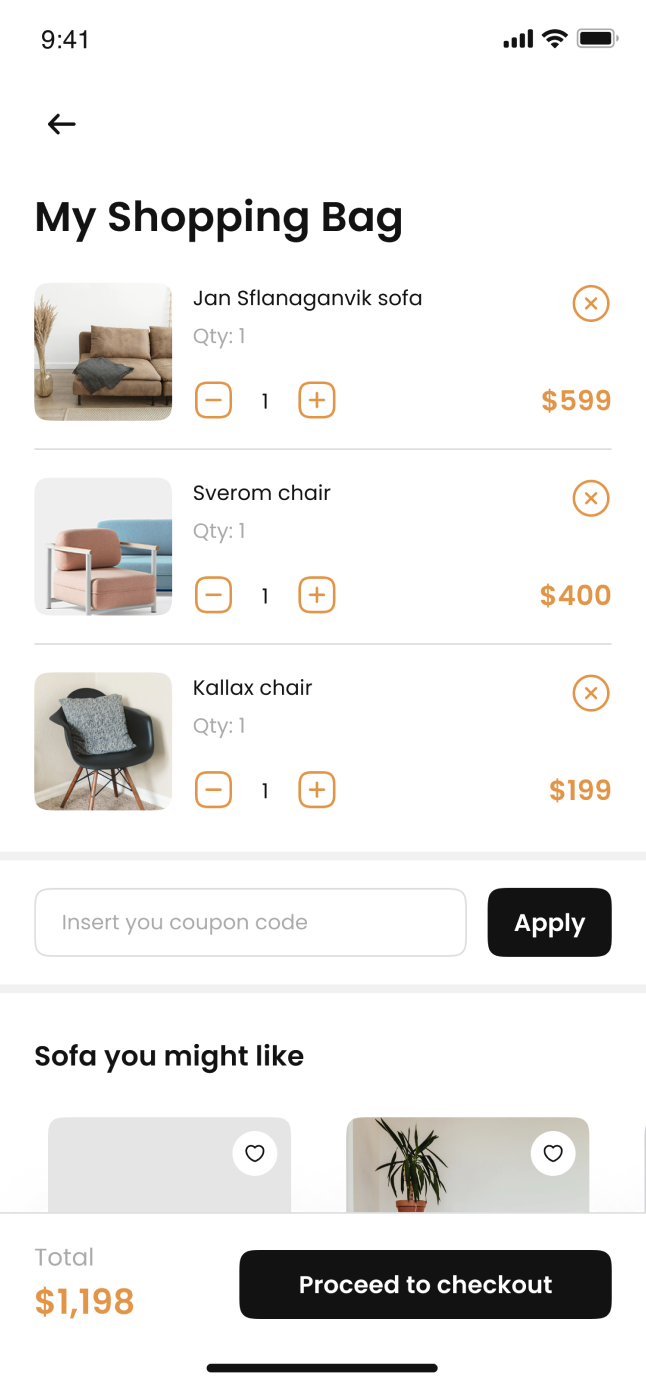 9:41
My Shopping Bag
Jan Sflanaganvik sofa
Qty: 1
1
$599
Sverom chair
Qty: 1
1
$400
Kallax chair
Qty: 1
1
$199
Insert you coupon code
Apply
Sofa you might like
Total
$1,198
Proceed to checkout